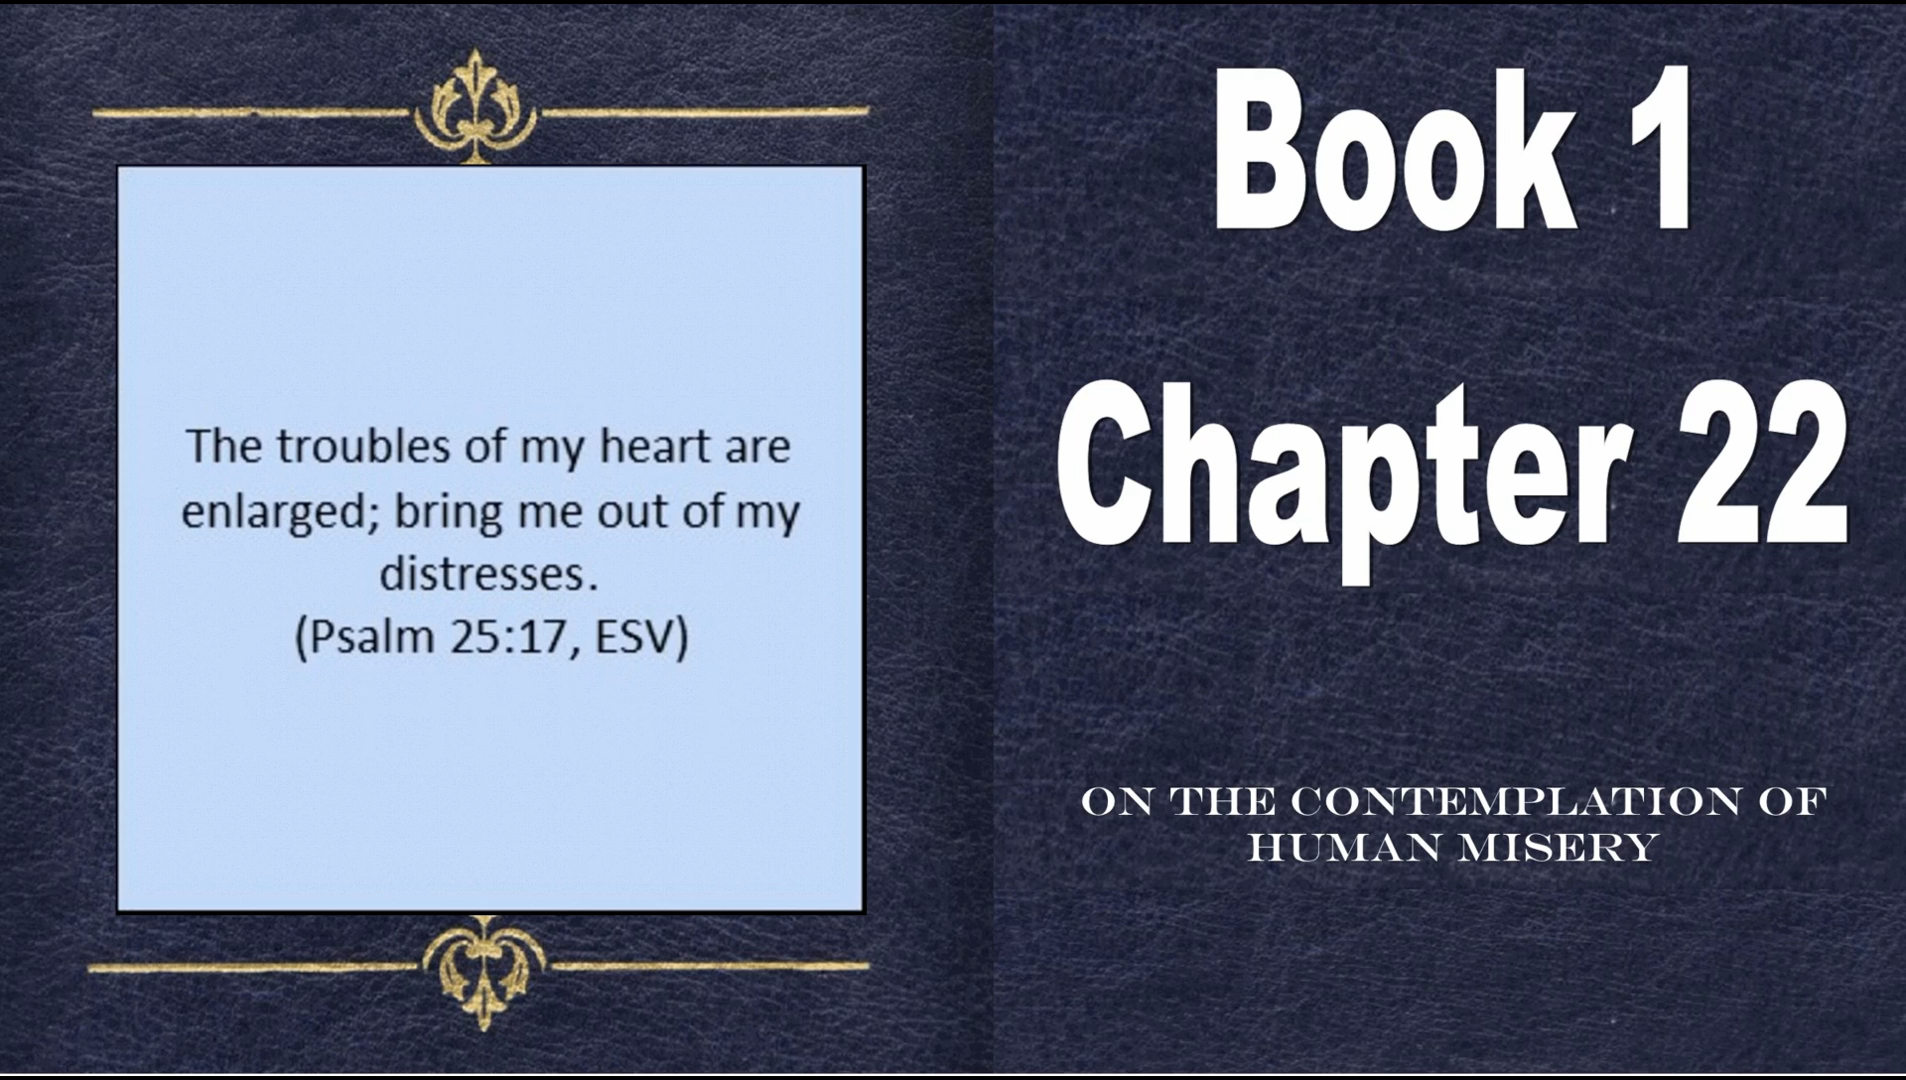 The troubles of my heart are
enlarged; bring me out of my
distresses.
(Psalm 25:17, ESV)
Book 1
Chapter 22
ON THE CONTEMPLATION OF
HUMAN MISERY